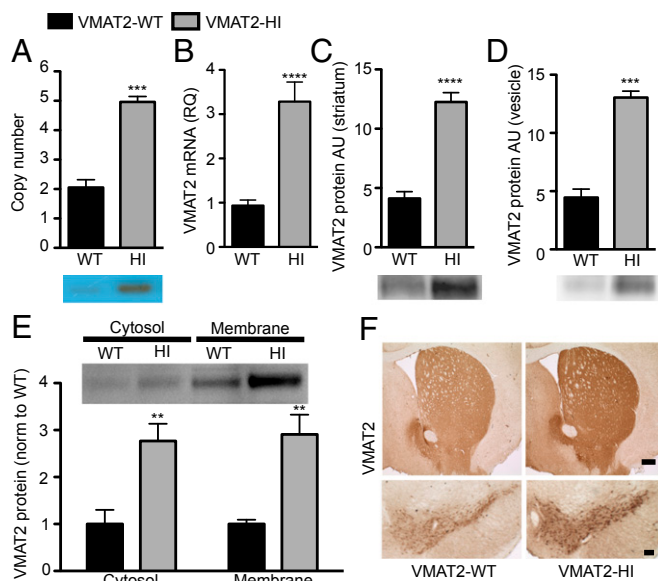 VMAT2-WT VMAT2-HI
A
Copy number
6
5
4
3
2
1
0
***
WT HI
B
VMAT2 mRNA (RQ)
4
3
2
1
0
****
WT HI
C
VMAT2 protein AU (striatum)
15
10
5
0
****
WT HI
D
VMAT2 protein AU (vesicle)
15
10
5
0
***
WT HI
E
Cytosol Membrane
WT HI WT HI
VMAT2 protein (norm to WT)
4
3
2
1
0
** **
Cytosol Membrane
F
VMAT2
VMAT2-WT VMAT2-HI